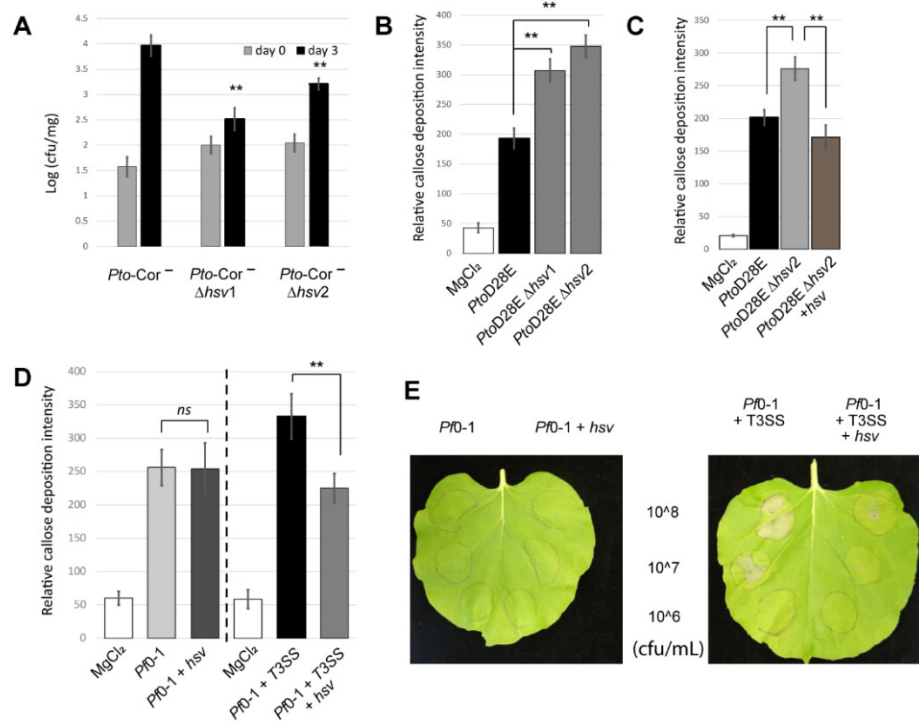 A
Log (cfu/mg)
4.5
4
3.5
3
2.5
2
1.5
1
0.5
0
day 0 day 3
**
**
Pto-Cor⁻
Pto-Cor⁻
Δhsv1
Pto-Cor⁻
Δhsv2
B
Relative callose deposition intensity
400
350
300
250
200
150
100
50
0
**
**
MgCl₂
PtoD28E
PtoD28E Δhsv1
PtoD28E Δhsv2
C
Relative callose deposition intensity
350
300
250
200
150
100
50
0
** **
MgCl₂
PtoD28E
PtoD28E Δhsv2
PtoD28E Δhsv2
+hsv
D
Relative callose deposition intensity
400
350
300
250
200
150
100
50
0
ns
**
MgCl₂
Pf0-1
Pf0-1 + hsv
MgCl₂
Pf0-1 + T3SS
Pf0-1 + T3SS
+ hsv
E
Pf0-1 Pf0-1 + hsv
Pf0-1
+ T3SS
Pf0-1
+ T3SS
+ hsv
10^8
10^7
10^6
(cfu/mL)